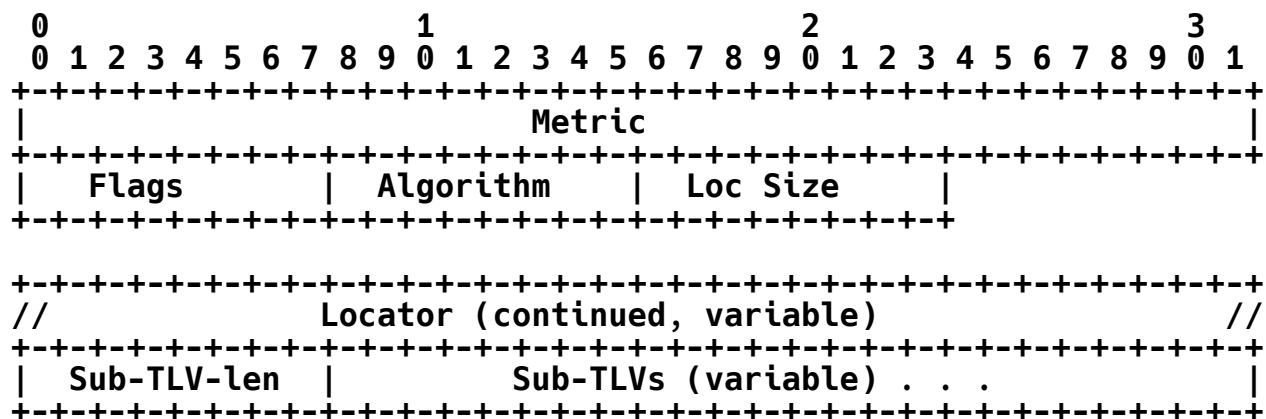 0                   1                   2                   3
 0 1 2 3 4 5 6 7 8 9 0 1 2 3 4 5 6 7 8 9 0 1 2 3 4 5 6 7 8 9 0 1
+-+-+-+-+-+-+-+-+-+-+-+-+-+-+-+-+-+-+-+-+-+-+-+-+-+-+-+-+-+-+-+-+
|                          Metric                               |
+-+-+-+-+-+-+-+-+-+-+-+-+-+-+-+-+-+-+-+-+-+-+-+-+-+-+-+-+-+-+-+-+
|   Flags       |  Algorithm    |  Loc Size     |
+-+-+-+-+-+-+-+-+-+-+-+-+-+-+-+-+-+-+-+-+-+-+-+-+

+-+-+-+-+-+-+-+-+-+-+-+-+-+-+-+-+-+-+-+-+-+-+-+-+-+-+-+-+-+-+-+-+
//              Locator (continued, variable)                  //
+-+-+-+-+-+-+-+-+-+-+-+-+-+-+-+-+-+-+-+-+-+-+-+-+-+-+-+-+-+-+-+-+
|  Sub-TLV-len  |         Sub-TLVs (variable) . . .             |
+-+-+-+-+-+-+-+-+-+-+-+-+-+-+-+-+-+-+-+-+-+-+-+-+-+-+-+-+-+-+-+-+